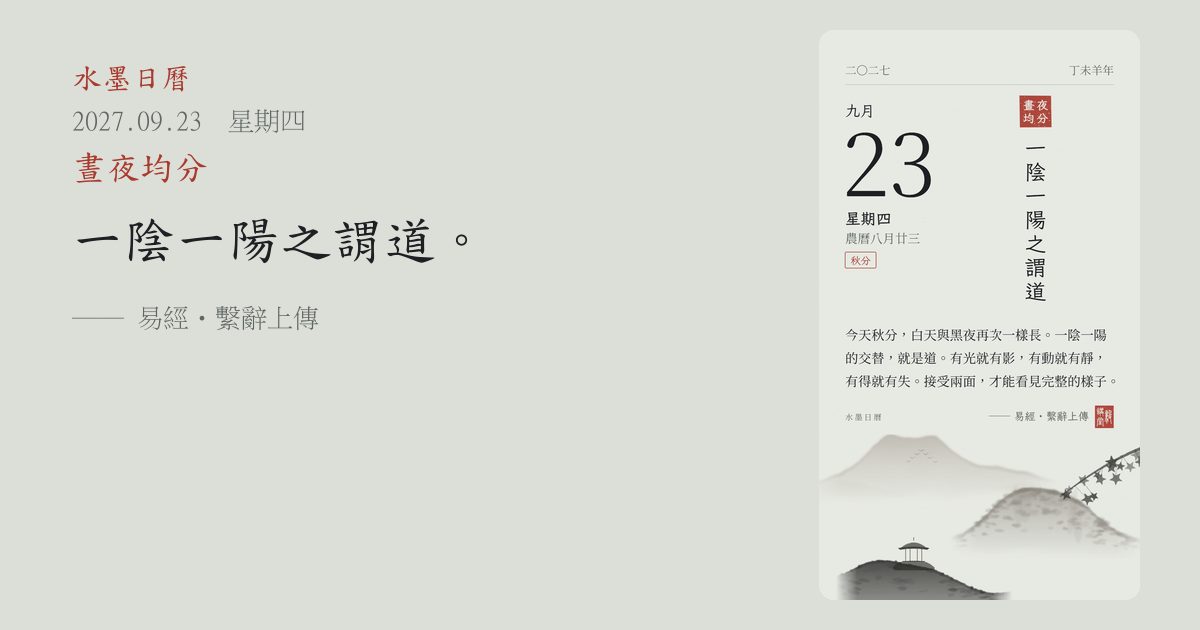 水墨日曆
2027.09.23 星期四
晝夜均分
一陰一陽之謂道。
—— 易經・繫辭上傳
二〇二七
丁未羊年
九月
23
星期四
農曆八月廿三
秋分
晝夜
均分
一陰一陽之謂道
今天秋分，白天與黑夜再次一樣長。一陰一陽
的交替，就是道。有光就有影，有動就有靜，
有得就有失。接受兩面，才能看見完整的樣子。
水墨日曆
—— 易經・繫辭上傳